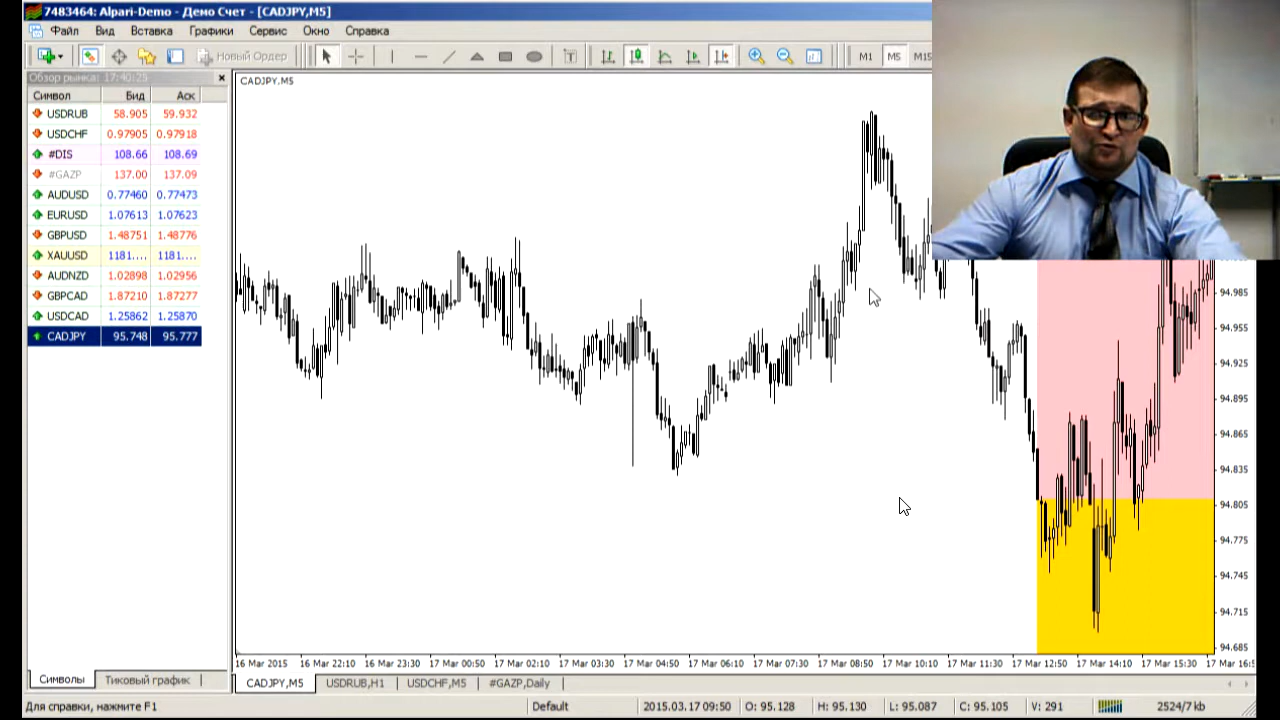 7483464: Alpari-Demo - Демо Счет - [CADJPY,M5]
Файл Вид Вставка Графики Сервис Окно Справка
Новый Ордер M1 M5 M15
Обзор рынка: 17:40:25
Символ Бид Аск
USDRUB 58.905 59.932
USDCHF 0.97905 0.97918
#DIS 108.66 108.69
#GAZP 137.00 137.09
AUDUSD 0.77460 0.77473
EURUSD 1.07613 1.07623
GBPUSD 1.48751 1.48776
XAUUSD 1181.... 1181....
AUDNZD 1.02898 1.02956
GBPCAD 1.87210 1.87277
USDCAD 1.25862 1.25870
CADJPY 95.748 95.777
Символы Тиковый график
CADJPY,M5
94.985
94.955
94.925
94.895
94.865
94.835
94.805
94.775
94.745
94.715
94.685
16 Mar 2015 16 Mar 22:10 16 Mar 23:30 17 Mar 00:50 17 Mar 02:10 17 Mar 03:30 17 Mar 04:50 17 Mar 06:10 17 Mar 07:30 17 Mar 08:50 17 Mar 10:10 17 Mar 11:30 17 Mar 12:50 17 Mar 14:10 17 Mar 15:30 17 Mar 16:5
CADJPY,M5 USDRUB,H1 USDCHF,M5 #GAZP,Daily
Для справки, нажмите F1 Default 2015.03.17 09:50 O: 95.128 H: 95.130 L: 95.087 C: 95.105 V: 291 2524/7 kb